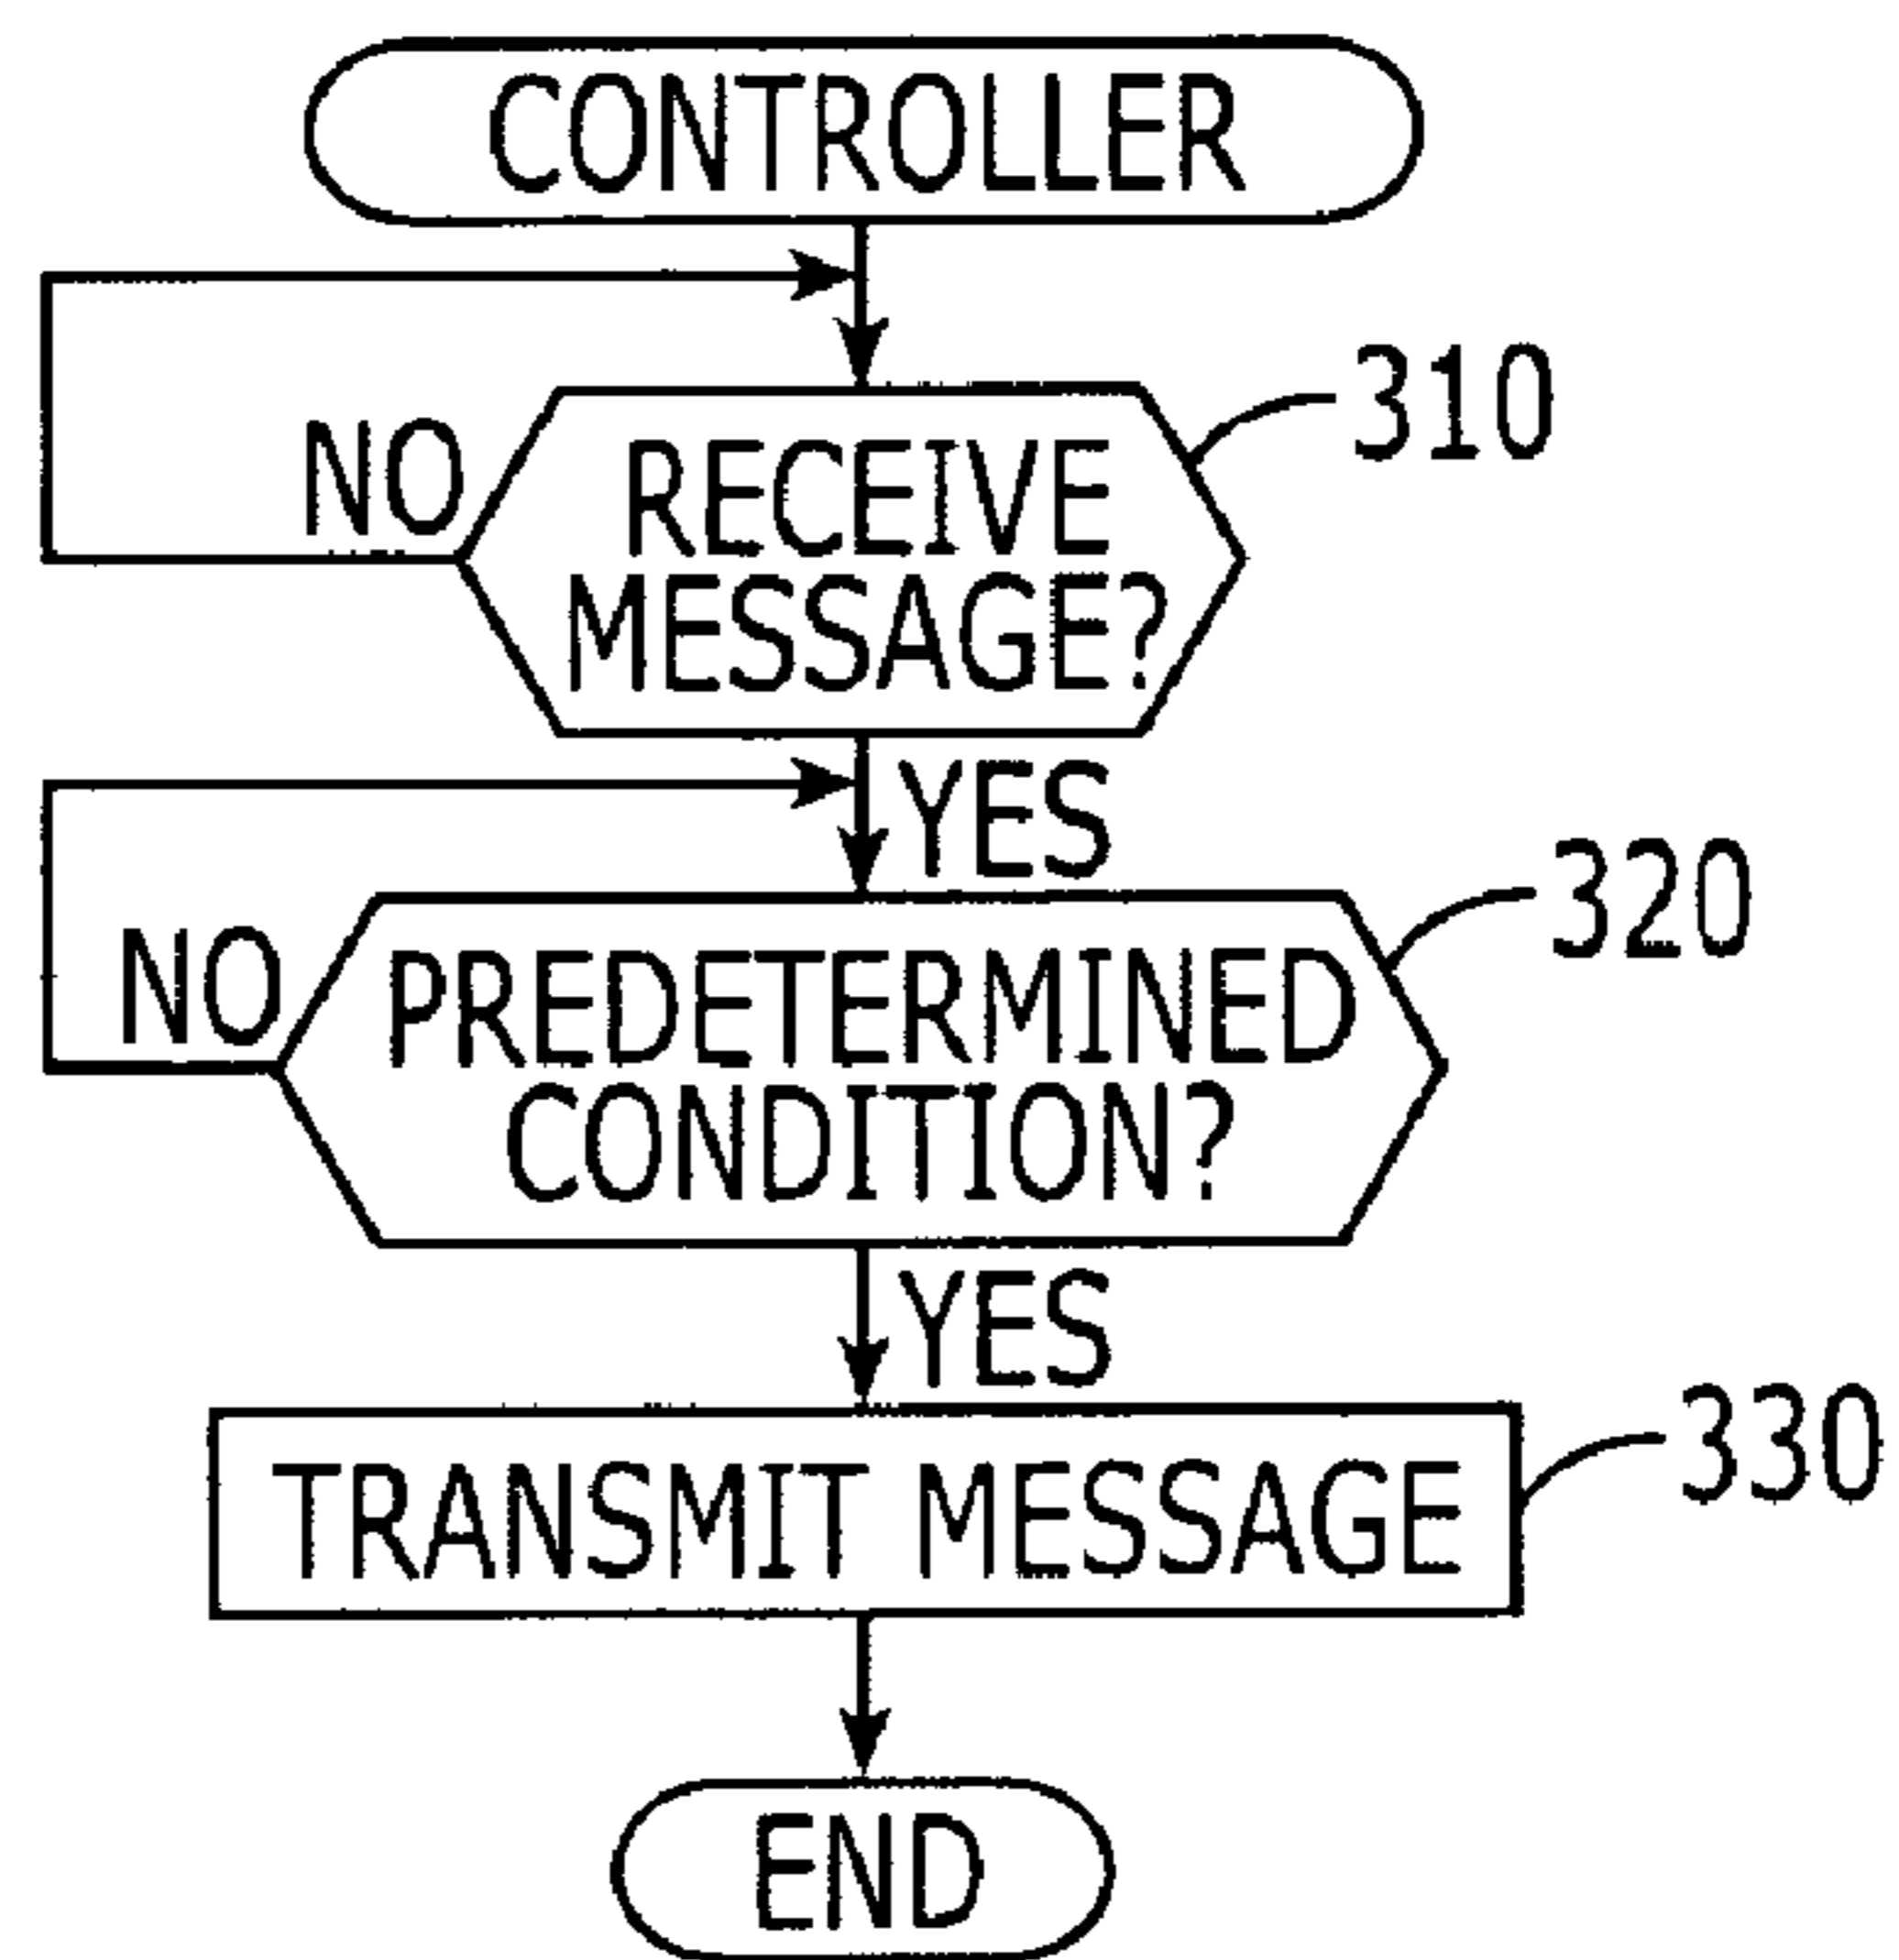 CONTROLLER
310
NO
RECEIVE
MESSAGE?
YES
320
NO
PREDETERMINED
CONDITION?
YES
330
TRANSMIT MESSAGE
END